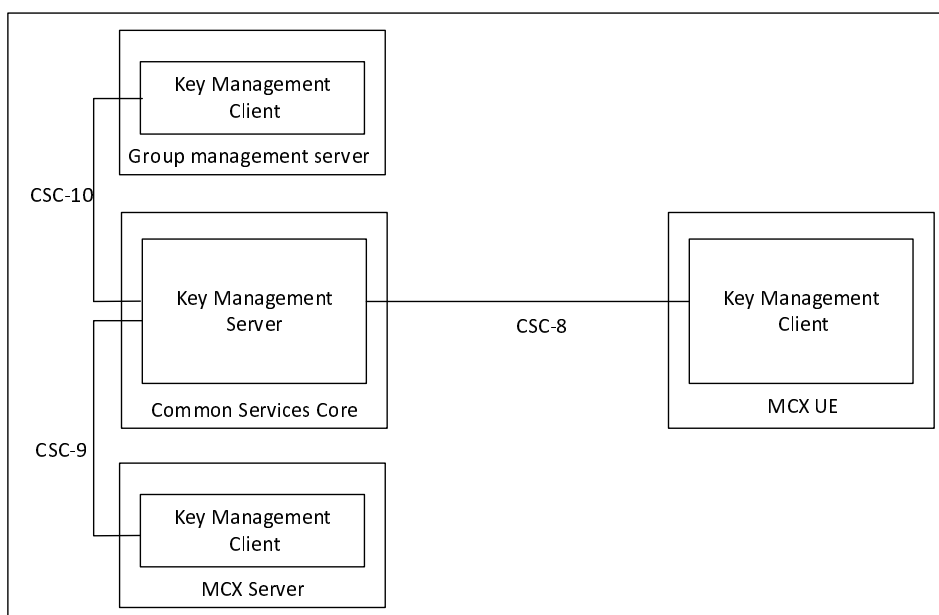 Key Management
Client
Group management server
CSC-10
Key Management
Server
Common Services Core
CSC-8
Key Management
Client
MCX UE
CSC-9
Key Management
Client
MCX Server